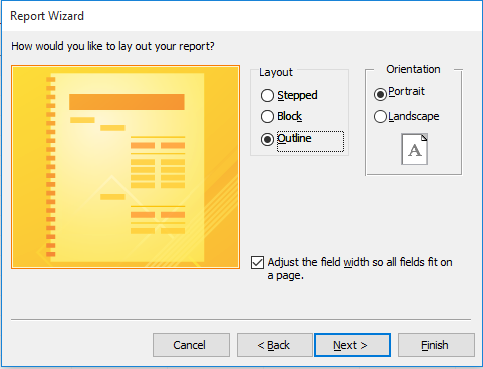 Report Wizard
How would you like to lay out your report?
Layout
Stepped
Block
Outline
Orientation
Portrait
Landscape
A
Adjust the field width so all fields fit on
a page.
Cancel
< Back
Next >
Finish